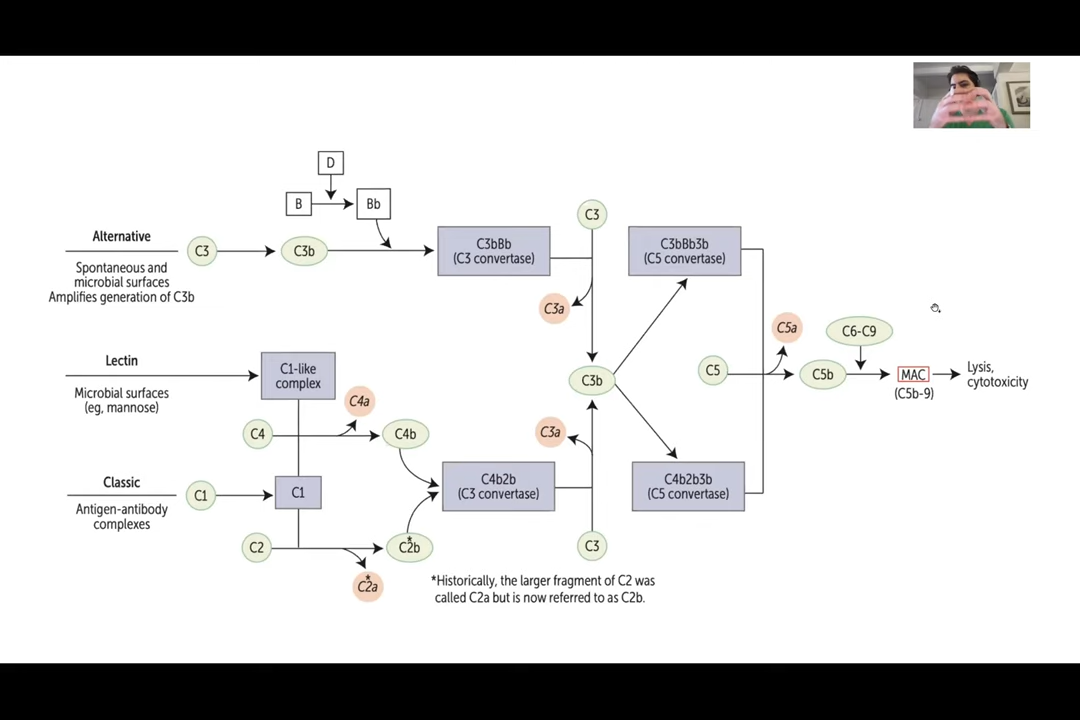 D
B
Bb
Alternative
C3
C3b
C3bBb
(C3 convertase)
C3
C3bBb3b
(C5 convertase)
Spontaneous and
microbial surfaces
Amplifies generation of C3b
C3a
C5a
C6-C9
Lectin
Microbial surfaces
(eg, mannose)
C1-like
complex
C3b
C5
C5b
MAC
(C5b-9)
Lysis,
cytotoxicity
C4a
C4
C4b
C3a
Classic
Antigen-antibody
complexes
C1
C1
C4b2b
(C3 convertase)
C4b2b3b
(C5 convertase)
C2
C2b
*
C3
C2a
*
*Historically, the larger fragment of C2 was
called C2a but is now referred to as C2b.